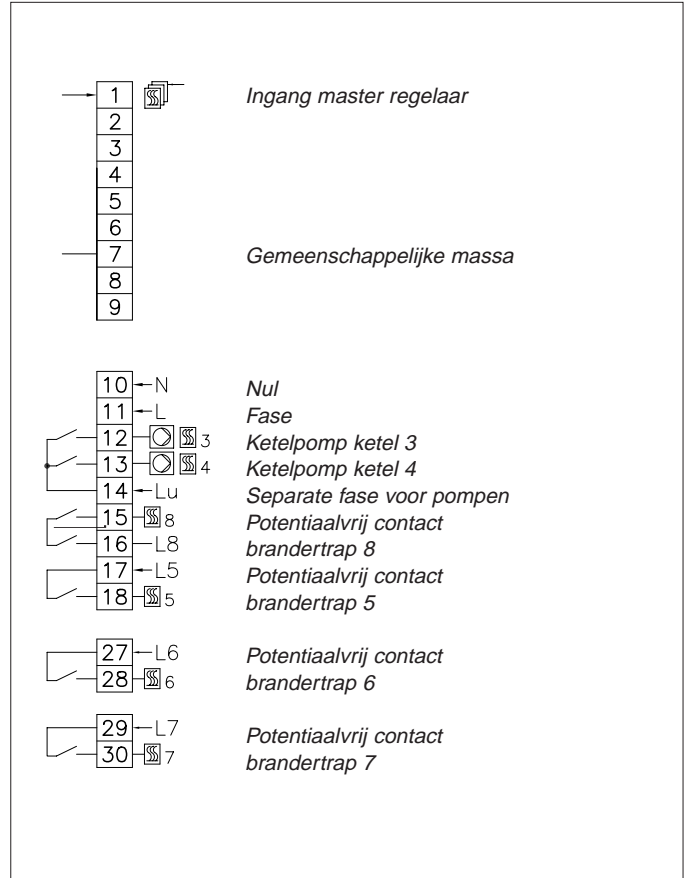 1 Ingang master regelaar
2
3
4
5
6
7 Gemeenschappelijke massa
8
9
10 N Nul
11 L Fase
12 3 Ketelpomp ketel 3
13 4 Ketelpomp ketel 4
14 Lu Separate fase voor pompen
15 8 Potentiaalvrij contact
16 L8 brandertrap 8
17 L5 Potentiaalvrij contact
18 5 brandertrap 5
27 L6 Potentiaalvrij contact
28 6 brandertrap 6
29 L7 Potentiaalvrij contact
30 7 brandertrap 7